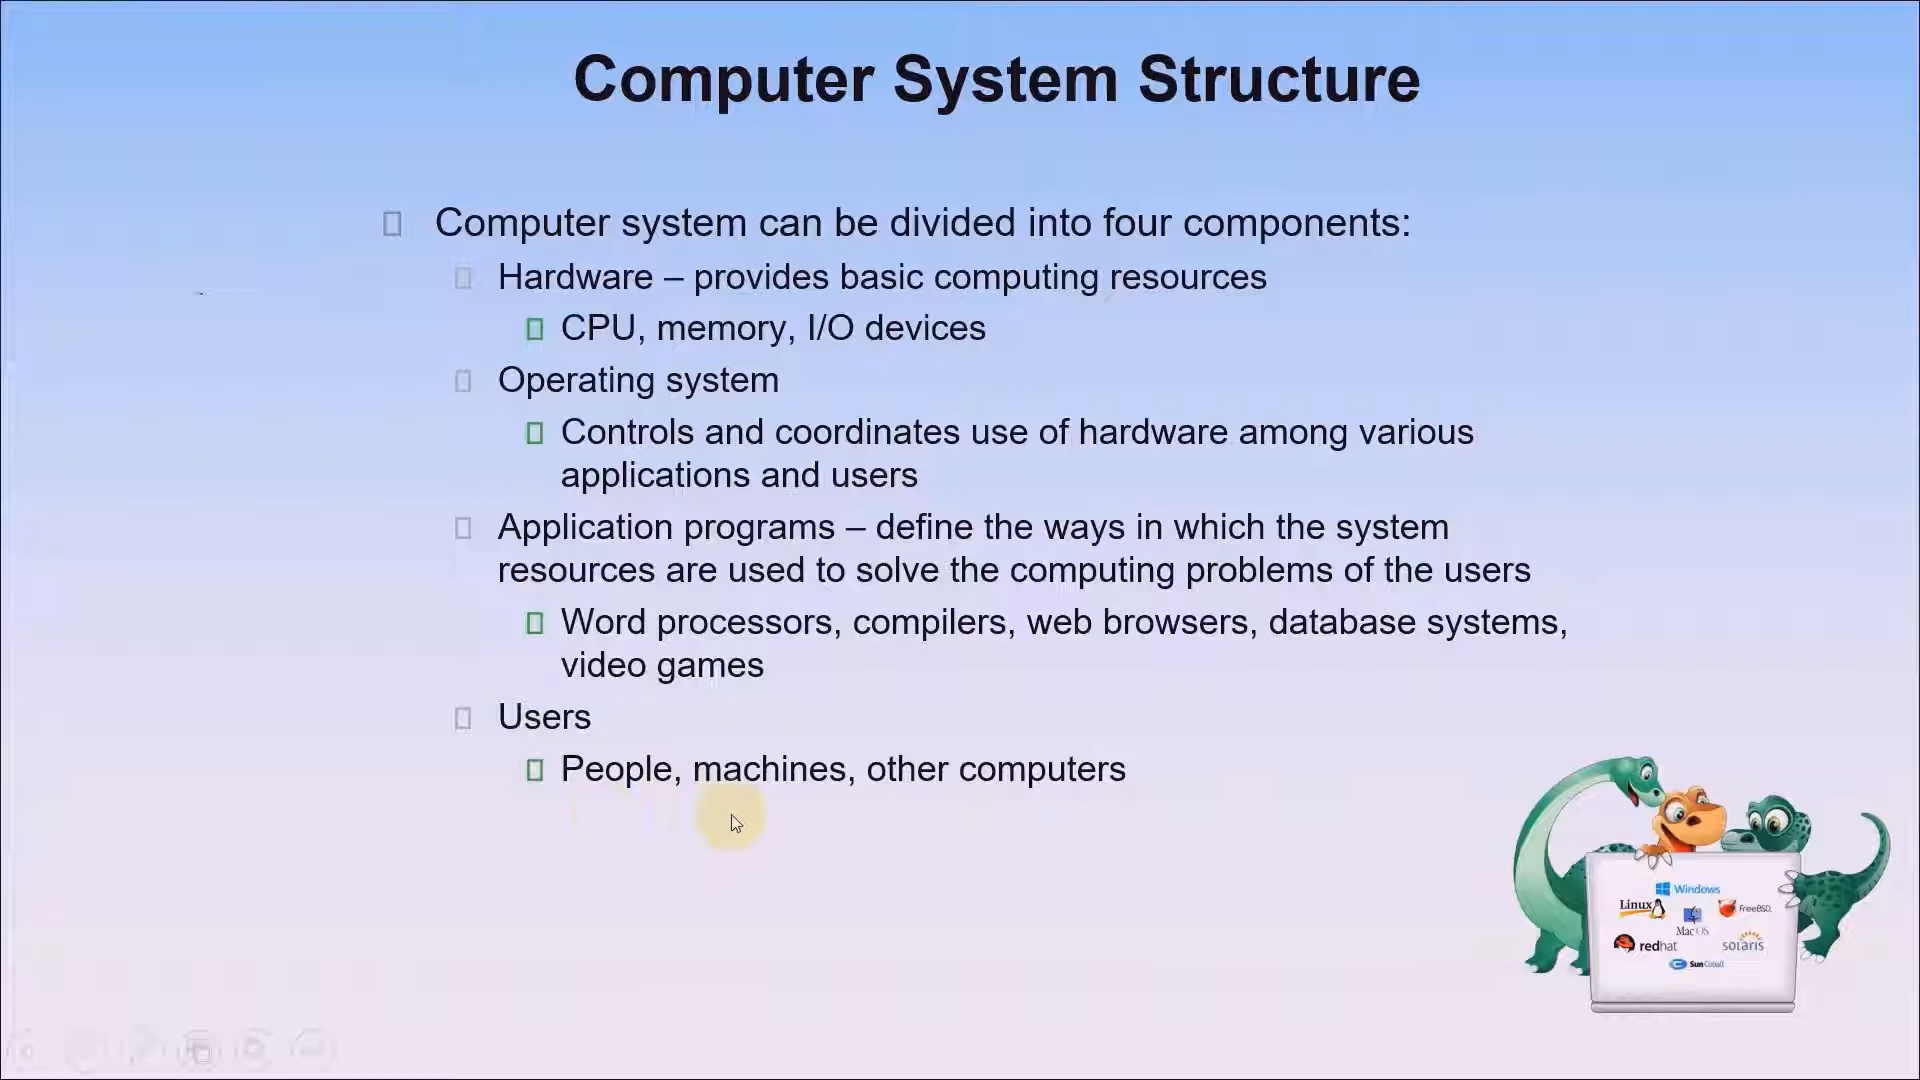 Computer System Structure
Computer system can be divided into four components:
Hardware – provides basic computing resources
CPU, memory, I/O devices
Operating system
Controls and coordinates use of hardware among various
applications and users
Application programs – define the ways in which the system
resources are used to solve the computing problems of the users
Word processors, compilers, web browsers, database systems,
video games
Users
People, machines, other computers
Windows
Linux
FreeBSD
Mac OS
redhat
solaris
Sun Cobalt